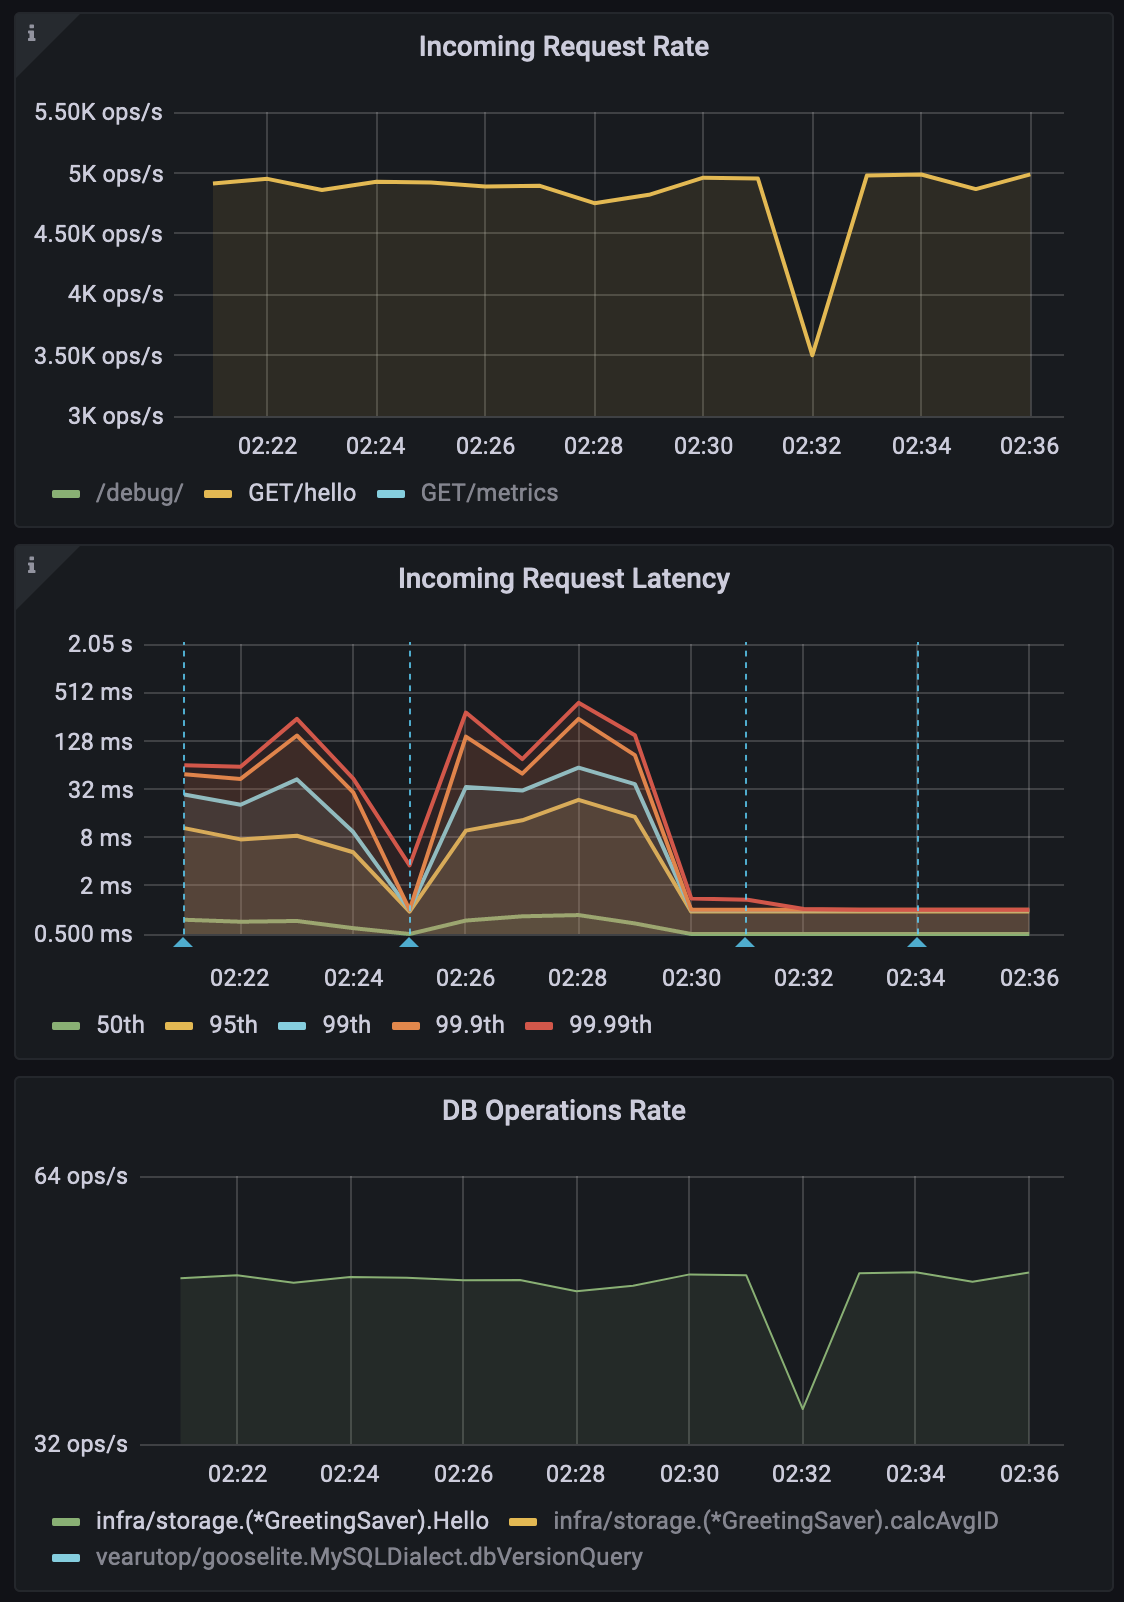 i
Incoming Request Rate
5.50K ops/s
5K ops/s
4.50K ops/s
4K ops/s
3.50K ops/s
3K ops/s
02:22 02:24 02:26 02:28 02:30 02:32 02:34 02:36
/debug/ GET/hello GET/metrics
i
Incoming Request Latency
2.05 s
512 ms
128 ms
32 ms
8 ms
2 ms
0.500 ms
02:22 02:24 02:26 02:28 02:30 02:32 02:34 02:36
50th 95th 99th 99.9th 99.99th
DB Operations Rate
64 ops/s
32 ops/s
02:22 02:24 02:26 02:28 02:30 02:32 02:34 02:36
infra/storage.(*GreetingSaver).Hello infra/storage.(*GreetingSaver).calcAvgID
vearutop/gooselite.MySQLDialect.dbVersionQuery